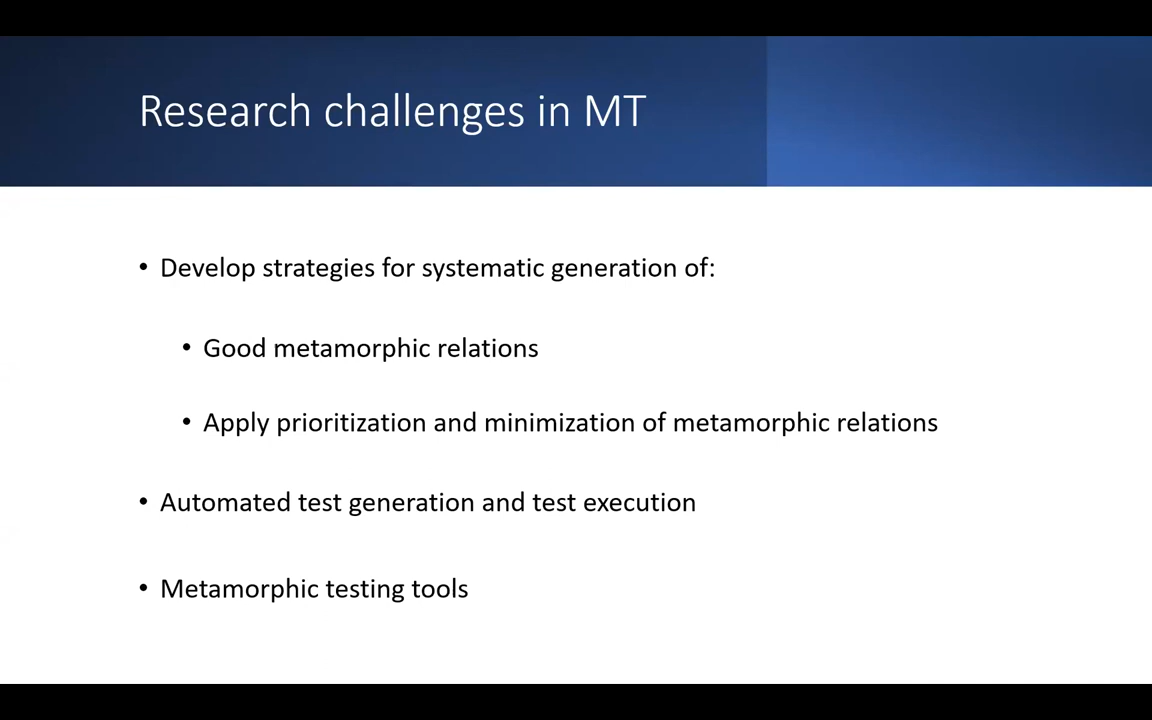 Research challenges in MT
• Develop strategies for systematic generation of:
• Good metamorphic relations
• Apply prioritization and minimization of metamorphic relations
• Automated test generation and test execution
• Metamorphic testing tools